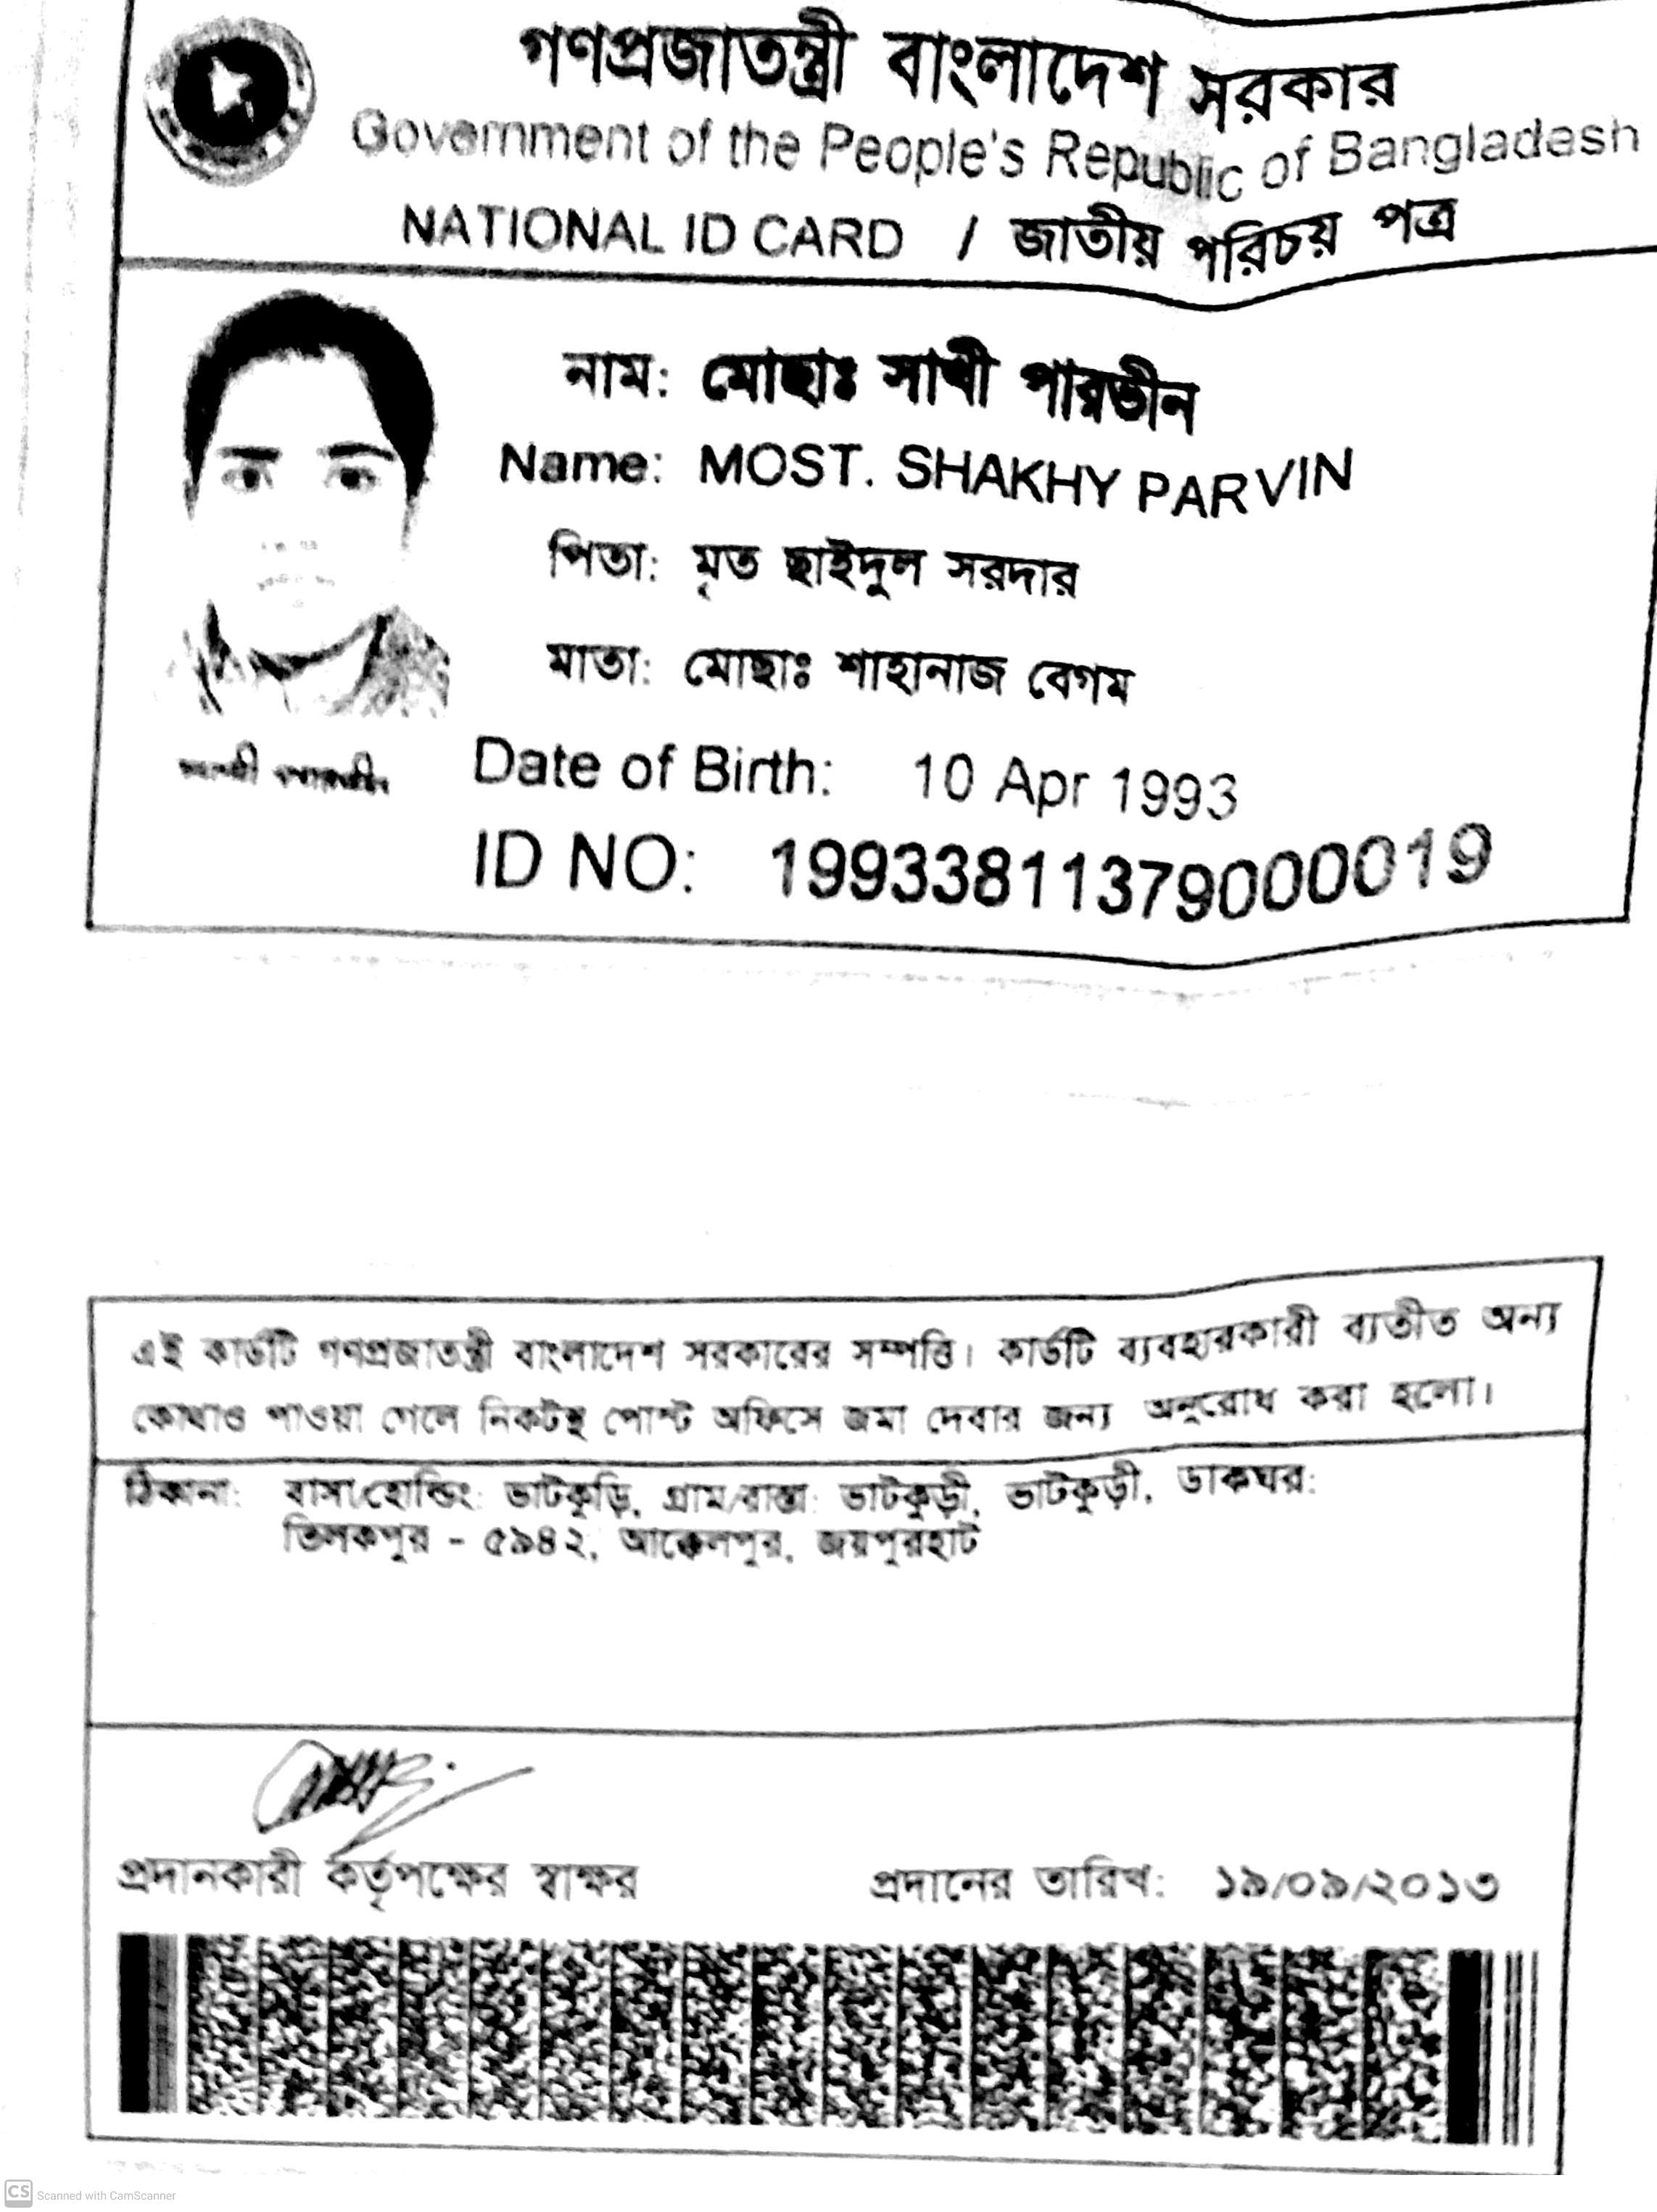 গণপ্রজাতন্ত্রী বাংলাদেশ সরকার
Government of the People's Republic of Bangladesh
NATIONAL ID CARD / জাতীয় পরিচয় পত্র
নাম: মোছাঃ সাখী পারভীন
Name: MOST. SHAKHY PARVIN
পিতা: মৃত ছাইদুল সরদার
মাতা: মোছাঃ শাহানাজ বেগম
Date of Birth: 10 Apr 1993
ID NO: 19933811379000019
এই কার্ডটি গণপ্রজাতন্ত্রী বাংলাদেশ সরকারের সম্পত্তি। কার্ডটি ব্যবহারকারী ব্যতীত অন্য
কোথাও পাওয়া গেলে নিকটস্থ পোস্ট অফিসে জমা দেবার জন্য অনুরোধ করা হলো।
ঠিকানা: বাসা/হোল্ডিং: ভাটকুড়ি, গ্রাম/রাস্তা: ভাটকুড়ী, ভাটকুড়ী, ডাকঘর:
তিলকপুর - ৫৯৪২, আক্কেলপুর, জয়পুরহাট
প্রদানকারী কর্তৃপক্ষের স্বাক্ষর প্রদানের তারিখ: ১৯/০৯/২০১৩
CS Scanned with CamScanner